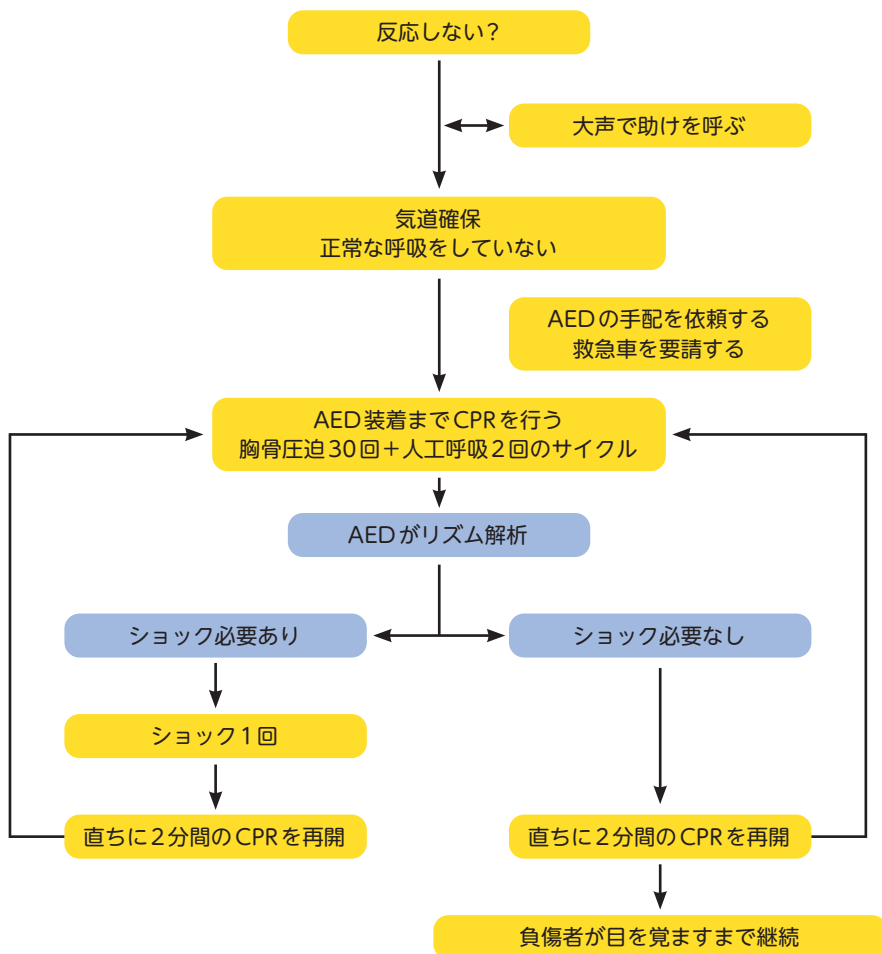 反応しない?
大声で助けを呼ぶ
気道確保
正常な呼吸をしていない
AEDの手配を依頼する
救急車を要請する
AED装着までCPRを行う
胸骨圧迫30回+人工呼吸2回のサイクル
AEDがリズム解析
ショック必要あり
ショック必要なし
ショック1回
直ちに2分間のCPRを再開
直ちに2分間のCPRを再開
負傷者が目を覚ますまで継続